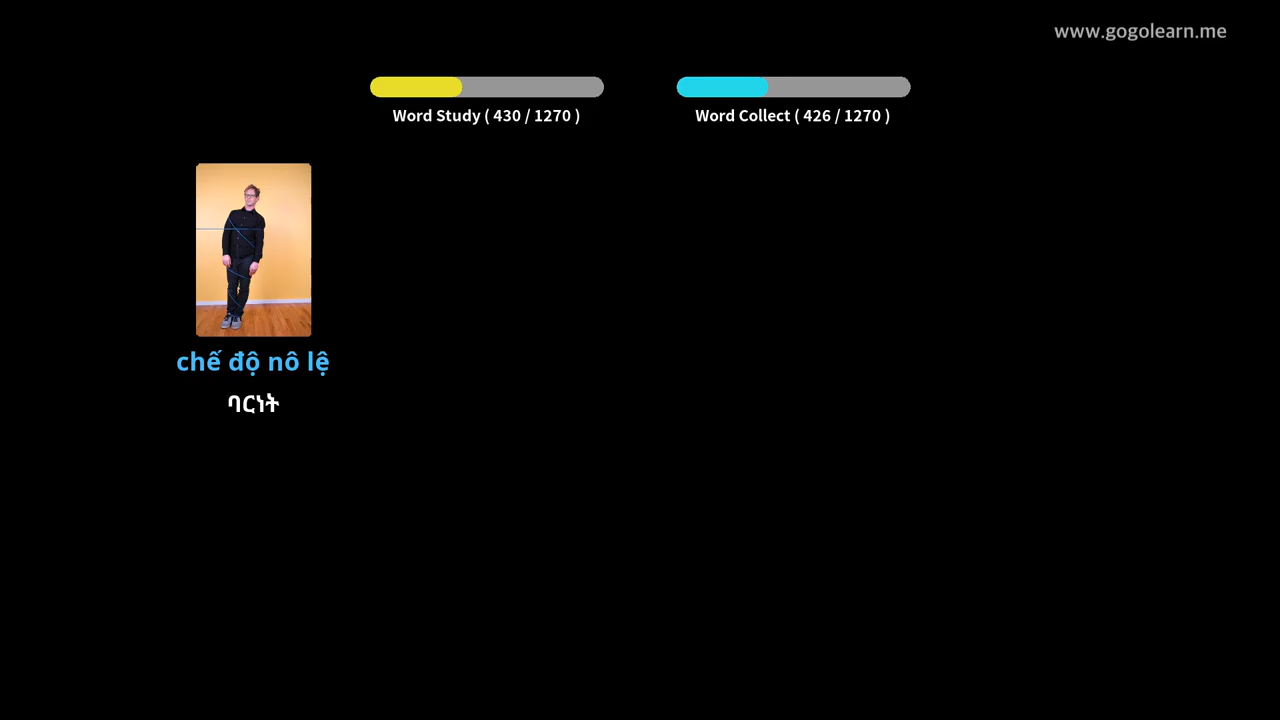 www.gogolearn.me
Word Study ( 430 / 1270 )
Word Collect ( 426 / 1270 )
chế độ nô lệ
ባርነት